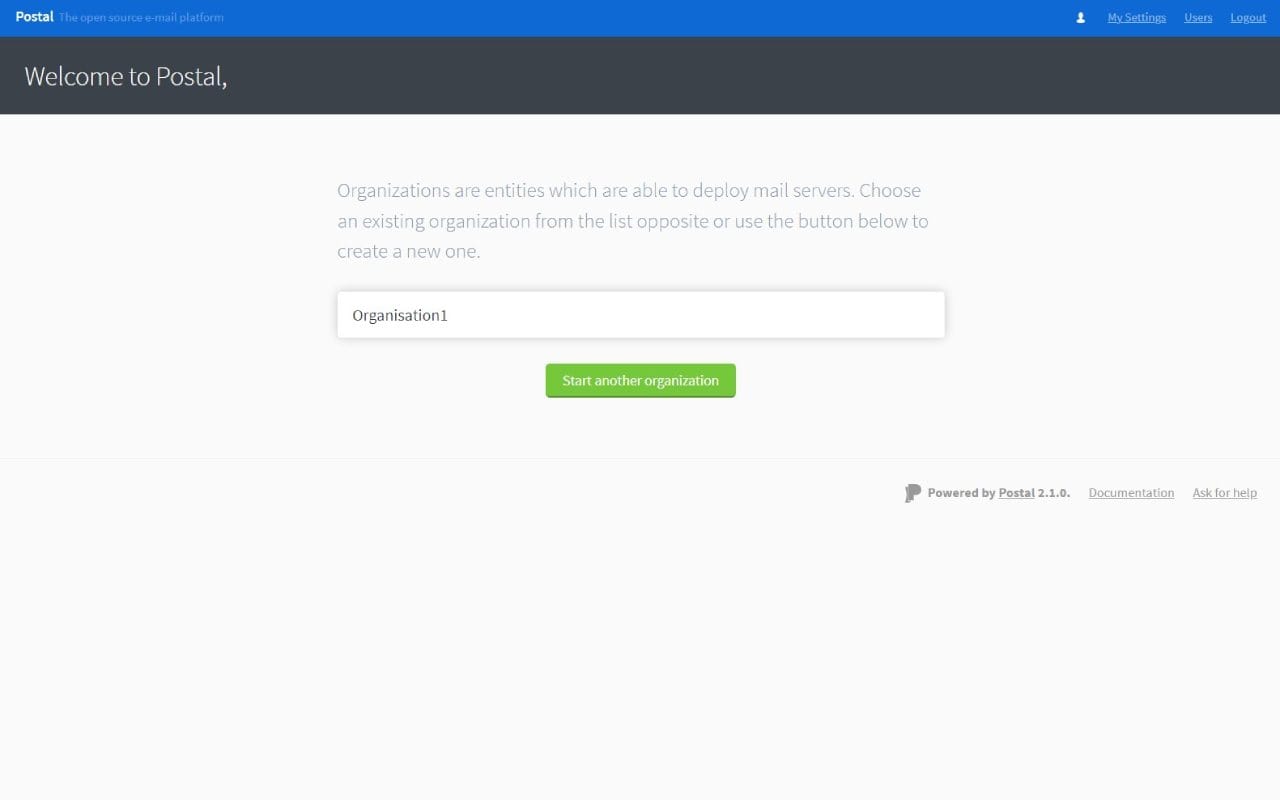 Postal The open source e-mail platform
My Settings Users Logout
Welcome to Postal,
Organizations are entities which are able to deploy mail servers. Choose
an existing organization from the list opposite or use the button below to
create a new one.
Organisation1
Start another organization
Powered by Postal 2.1.0. Documentation Ask for help